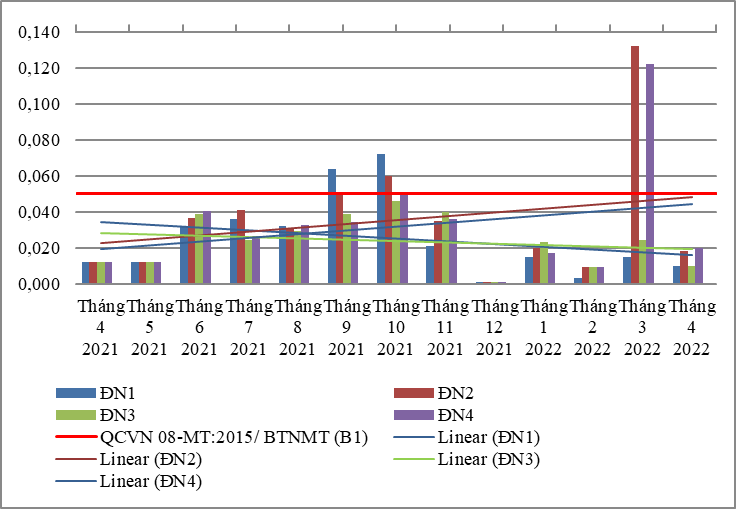 0,140
0,120
0,100
0,080
0,060
0,040
0,020
0,000
Tháng Tháng Tháng Tháng Tháng Tháng Tháng Tháng Tháng Tháng Tháng Tháng Tháng
4 5 6 7 8 9 10 11 12 1 2 3 4
2021 2021 2021 2021 2021 2021 2021 2021 2021 2022 2022 2022 2022
ĐN1 ĐN2
ĐN3 ĐN4
QCVN 08-MT:2015/ BTNMT (B1) Linear (ĐN1)
Linear (ĐN2) Linear (ĐN3)
Linear (ĐN4)